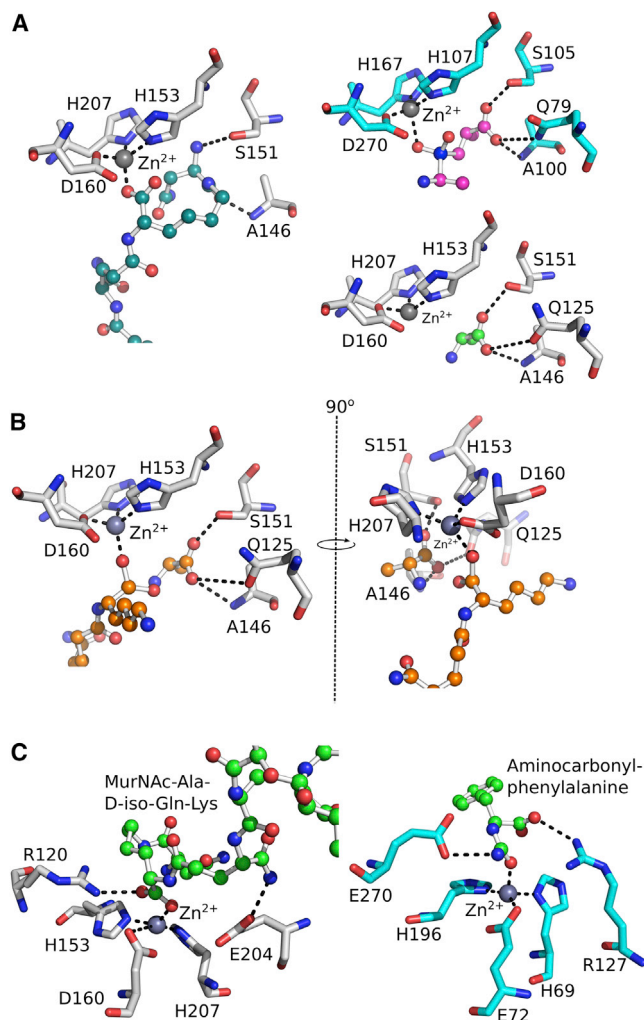 A
H207 H153
S151
Zn2+
D160
A146
H167 H107
S105
Zn2+
Q79
D270
A100
H207 H153
S151
Zn2+
Q125
D160
A146
B
90o
H207 H153
S151
Zn2+
D160
Q125
A146
S151
H153
D160
H207
Zn2+
Q125
A146
C
MurNAc-Ala-
D-iso-Gln-Lys
R120
Zn2+
H153
E204
D160
H207
Aminocarbonyl-
phenylalanine
E270
Zn2+
H196
R127
H69
E72